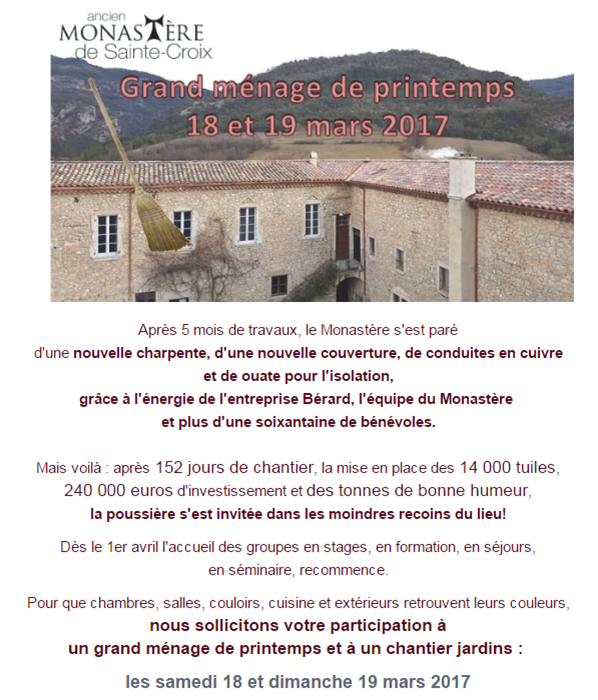 ancien
MONASTÈRE
de Sainte-Croix
Grand ménage de printemps
18 et 19 mars 2017
Après 5 mois de travaux, le Monastère s'est paré
d'une nouvelle charpente, d'une nouvelle couverture, de conduites en cuivre
et de ouate pour l'isolation,
grâce à l'énergie de l'entreprise Bérard, l'équipe du Monastère
et plus d'une soixantaine de bénévoles.
Mais voilà : après 152 jours de chantier, la mise en place des 14 000 tuiles,
240 000 euros d'investissement et des tonnes de bonne humeur,
la poussière s'est invitée dans les moindres recoins du lieu!
Dès le 1er avril l'accueil des groupes en stages, en formation, en séjours,
en séminaire, recommence.
Pour que chambres, salles, couloirs, cuisine et extérieurs retrouvent leurs couleurs,
nous sollicitons votre participation à
un grand ménage de printemps et à un chantier jardins :
les samedi 18 et dimanche 19 mars 2017